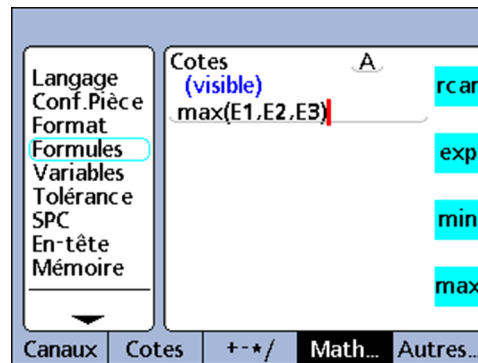 Langage
Conf.Pièce
Format
Formules
Variables
Tolérance
SPC
En-tête
Mémoire
Cotes A
(visible)
max(E1,E2,E3)
rcar
exp
min
max
Canaux Cotes +-*/ Math... Autres...